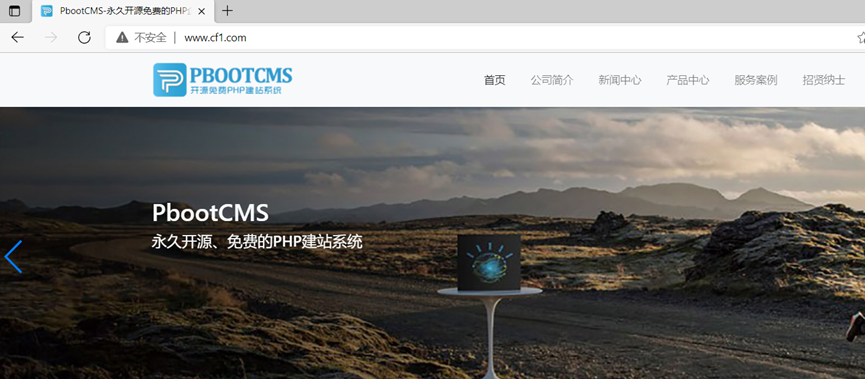 PbootCMS-永久开源免费的PHP
不安全 | www.cf1.com
PBOOTCMS
开源免费PHP建站系统
首页 公司简介 新闻中心 产品中心 服务案例 招贤纳士
PbootCMS
永久开源、免费的PHP建站系统